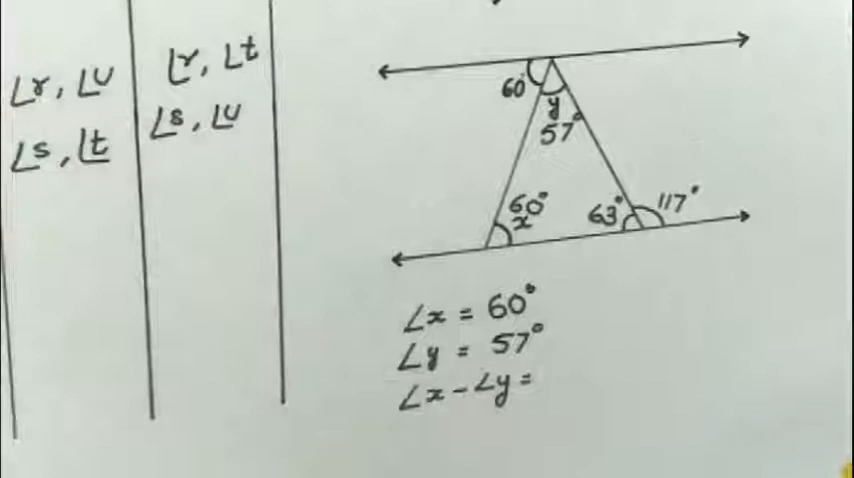 ∠r, ∠u
∠s, ∠t
∠r, ∠t
∠s, ∠u
60°
y
57°
60°
x
63°
117°
∠x = 60°
∠y = 57°
∠x - ∠y =